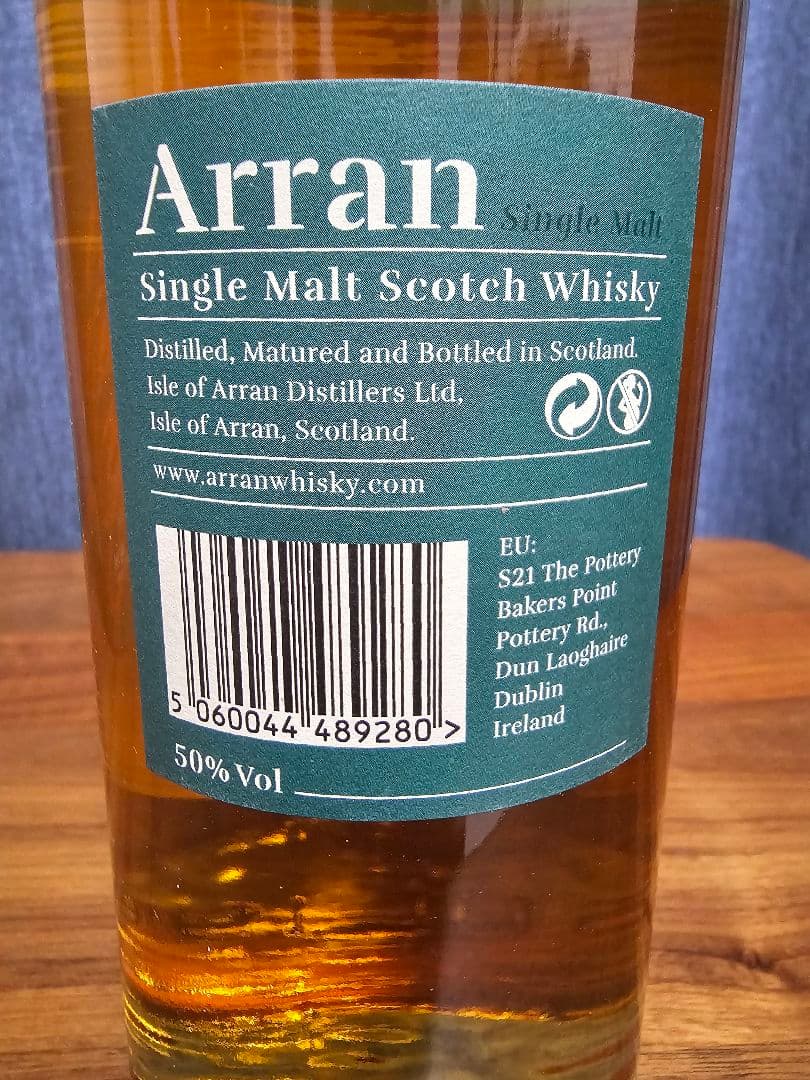 Arran Single Malt
Single Malt Scotch Whisky
Distilled, Matured and Bottled in Scotland.
Isle of Arran Distillers Ltd,
Isle of Arran, Scotland.
www.arranwhisky.com
EU:
S21 The Pottery
Bakers Point
Pottery Rd.,
Dun Laoghaire
Dublin
Ireland
5 060044 489280 >
50% Vol